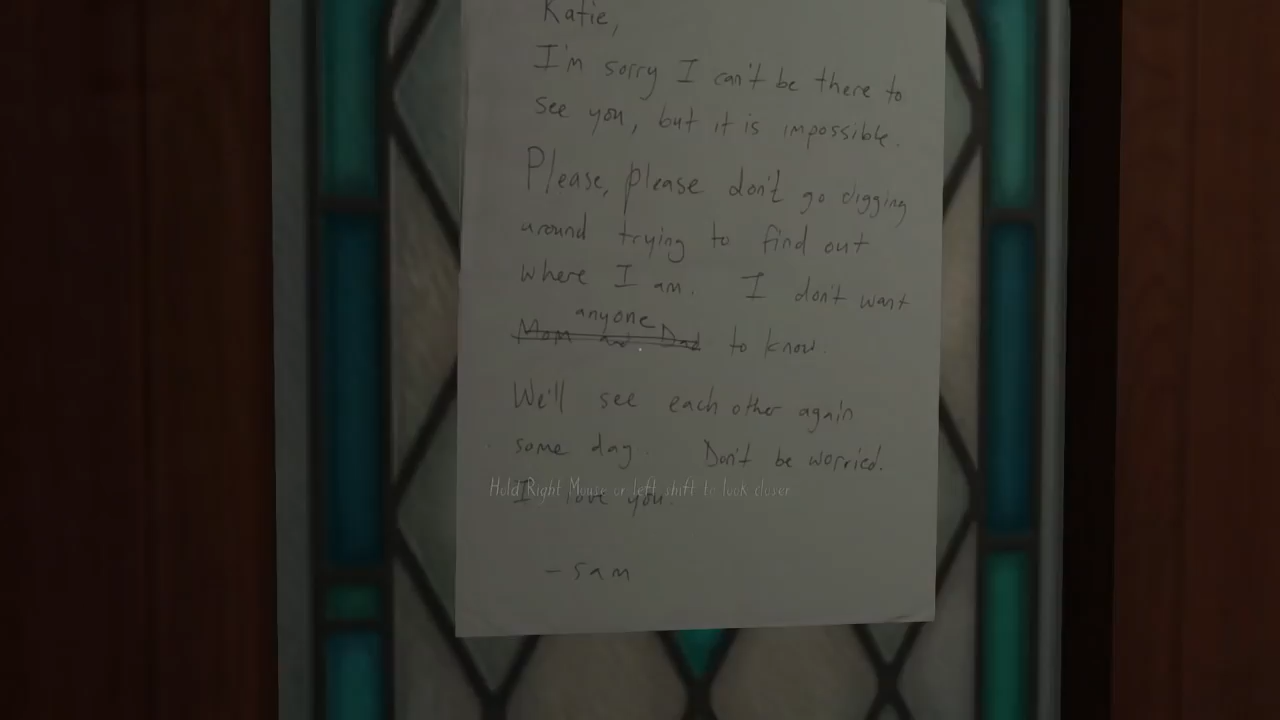 Katie,
I'm sorry I can't be there to
see you, but it is impossible.
Please, please don't go digging
around trying to find out
where I am. I don't want
anyone
Mom and Dad to know.
We'll see each other again
some day. Don't be worried.
Hold Right Mouse or left shift to look closer
I love you.
- Sam